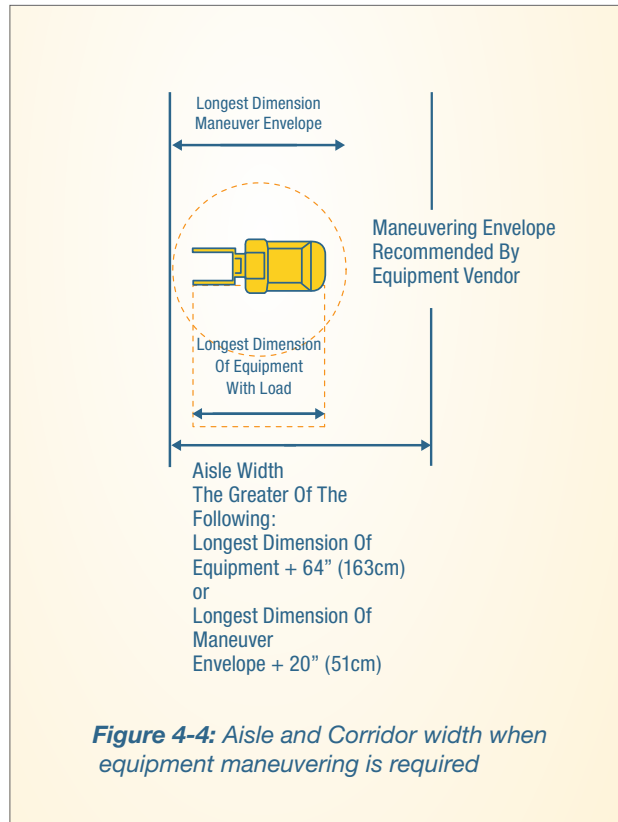 Longest Dimension
Maneuver Envelope
Maneuvering Envelope
Recommended By
Equipment Vendor
Longest Dimension
Of Equipment
With Load
Aisle Width
The Greater Of The
Following:
Longest Dimension Of
Equipment + 64” (163cm)
or
Longest Dimension Of
Maneuver
Envelope + 20” (51cm)
Figure 4-4: Aisle and Corridor width when
equipment maneuvering is required